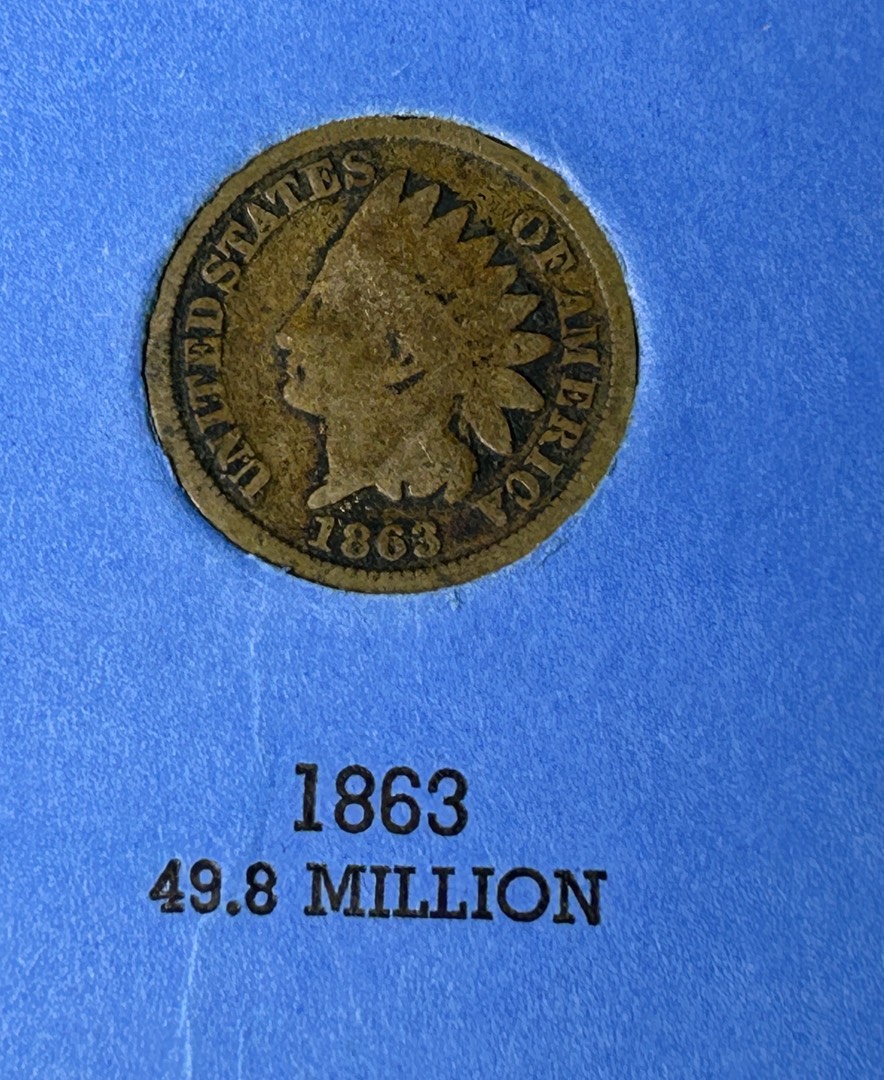 UNITED STATES OF AMERICA
1863
1863
49.8 MILLION